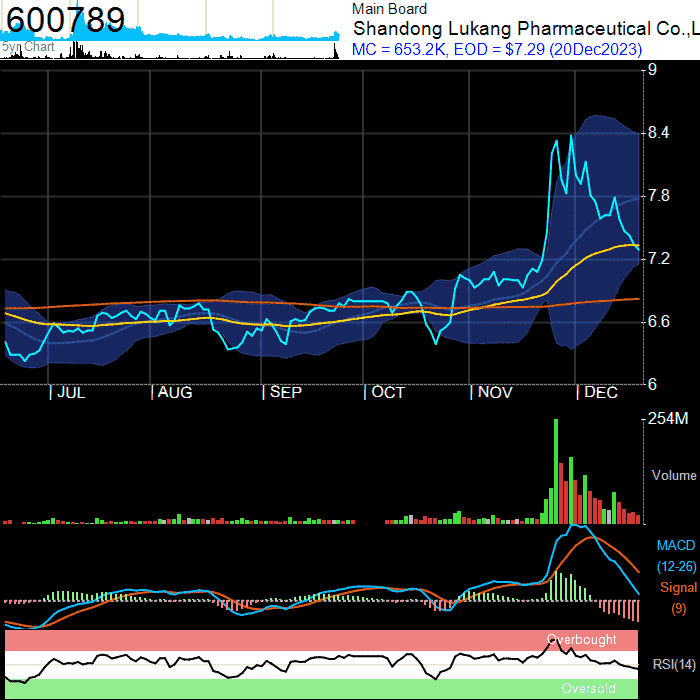 600789
5yr Chart
Main Board
Shandong Lukang Pharmaceutical Co.,L
MC = 653.2K, EOD = $7.29 (20Dec2023)
9
8.4
7.8
7.2
6.6
6
| JUL | AUG | SEP | OCT | NOV | DEC
254M
Volume
MACD
(12-26)
Signal
(9)
Overbought
RSI(14)
Oversold